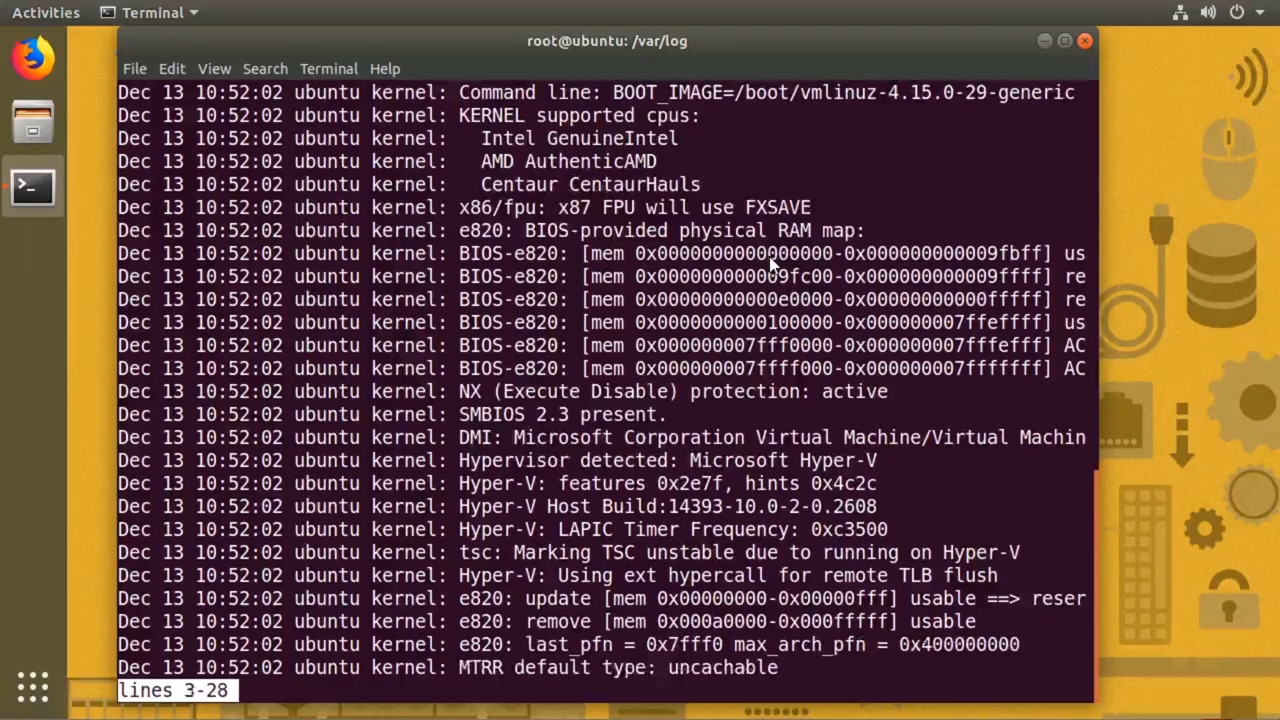 Activities
Terminal
root@ubuntu: /var/log
File Edit View Search Terminal Help
Dec 13 10:52:02 ubuntu kernel: Command line: BOOT_IMAGE=/boot/vmlinuz-4.15.0-29-generic
Dec 13 10:52:02 ubuntu kernel: KERNEL supported cpus:
Dec 13 10:52:02 ubuntu kernel:   Intel GenuineIntel
Dec 13 10:52:02 ubuntu kernel:   AMD AuthenticAMD
Dec 13 10:52:02 ubuntu kernel:   Centaur CentaurHauls
Dec 13 10:52:02 ubuntu kernel: x86/fpu: x87 FPU will use FXSAVE
Dec 13 10:52:02 ubuntu kernel: e820: BIOS-provided physical RAM map:
Dec 13 10:52:02 ubuntu kernel: BIOS-e820: [mem 0x0000000000000000-0x000000000009fbff] us
Dec 13 10:52:02 ubuntu kernel: BIOS-e820: [mem 0x000000000009fc00-0x000000000009ffff] re
Dec 13 10:52:02 ubuntu kernel: BIOS-e820: [mem 0x00000000000e0000-0x00000000000fffff] re
Dec 13 10:52:02 ubuntu kernel: BIOS-e820: [mem 0x0000000000100000-0x000000007ffeffff] us
Dec 13 10:52:02 ubuntu kernel: BIOS-e820: [mem 0x000000007fff0000-0x000000007fffefff] AC
Dec 13 10:52:02 ubuntu kernel: BIOS-e820: [mem 0x000000007ffff000-0x000000007fffffff] AC
Dec 13 10:52:02 ubuntu kernel: NX (Execute Disable) protection: active
Dec 13 10:52:02 ubuntu kernel: SMBIOS 2.3 present.
Dec 13 10:52:02 ubuntu kernel: DMI: Microsoft Corporation Virtual Machine/Virtual Machin
Dec 13 10:52:02 ubuntu kernel: Hypervisor detected: Microsoft Hyper-V
Dec 13 10:52:02 ubuntu kernel: Hyper-V: features 0x2e7f, hints 0x4c2c
Dec 13 10:52:02 ubuntu kernel: Hyper-V Host Build:14393-10.0-2-0.2608
Dec 13 10:52:02 ubuntu kernel: Hyper-V: LAPIC Timer Frequency: 0xc3500
Dec 13 10:52:02 ubuntu kernel: tsc: Marking TSC unstable due to running on Hyper-V
Dec 13 10:52:02 ubuntu kernel: Hyper-V: Using ext hypercall for remote TLB flush
Dec 13 10:52:02 ubuntu kernel: e820: update [mem 0x00000000-0x00000fff] usable ==> reser
Dec 13 10:52:02 ubuntu kernel: e820: remove [mem 0x000a0000-0x000fffff] usable
Dec 13 10:52:02 ubuntu kernel: e820: last_pfn = 0x7fff0 max_arch_pfn = 0x400000000
Dec 13 10:52:02 ubuntu kernel: MTRR default type: uncachable
lines 3-28